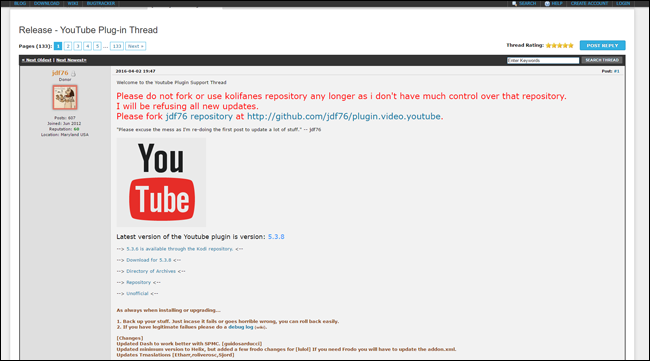 BLOG DOWNLOAD WIKI BUGTRACKER SEARCH HELP CREATE ACCOUNT LOGIN
Release - YouTube Plug-in Thread
Pages (133): 1 2 3 4 5 ... 133 Next »
Thread Rating:
POST REPLY
« Next Oldest | Next Newest»
Enter Keywords
SEARCH THREAD
jdf76
Donor
Posts: 607
Joined: Jun 2012
Reputation: 60
Location: Maryland USA
2016-04-02 19:47
Post: #1
Welcome to the Youtube Plugin Support Thread
Please do not fork or use kolifanes repository any longer as i don't have much control over that repository.
I will be refusing all new updates.
Please fork jdf76 repository at http://github.com/jdf76/plugin.video.youtube.
"Please excuse the mess as I'm re-doing the first post to update a lot of stuff." -- jdf76
You
Tube
Latest version of the Youtube plugin is version: 5.3.8
--> 5.3.6 is available through the Kodi repository. <--
--> Download for 5.3.8 <--
--> Directory of Archives <--
--> Repository <--
--> Unofficial <--
As always when installing or upgrading...
1. Back up your stuff. Just incase it fails or goes horrible wrong, you can roll back easily.
2. If you have legitimate failues please do a debug log (wiki).
[Changes]
Updated Dash to work better with SPMC. [guidosarducci]
Updated minimum version to Helix, but added a few frodo changes for [lulol] If you need Frodo you will have to update the addon.xml.